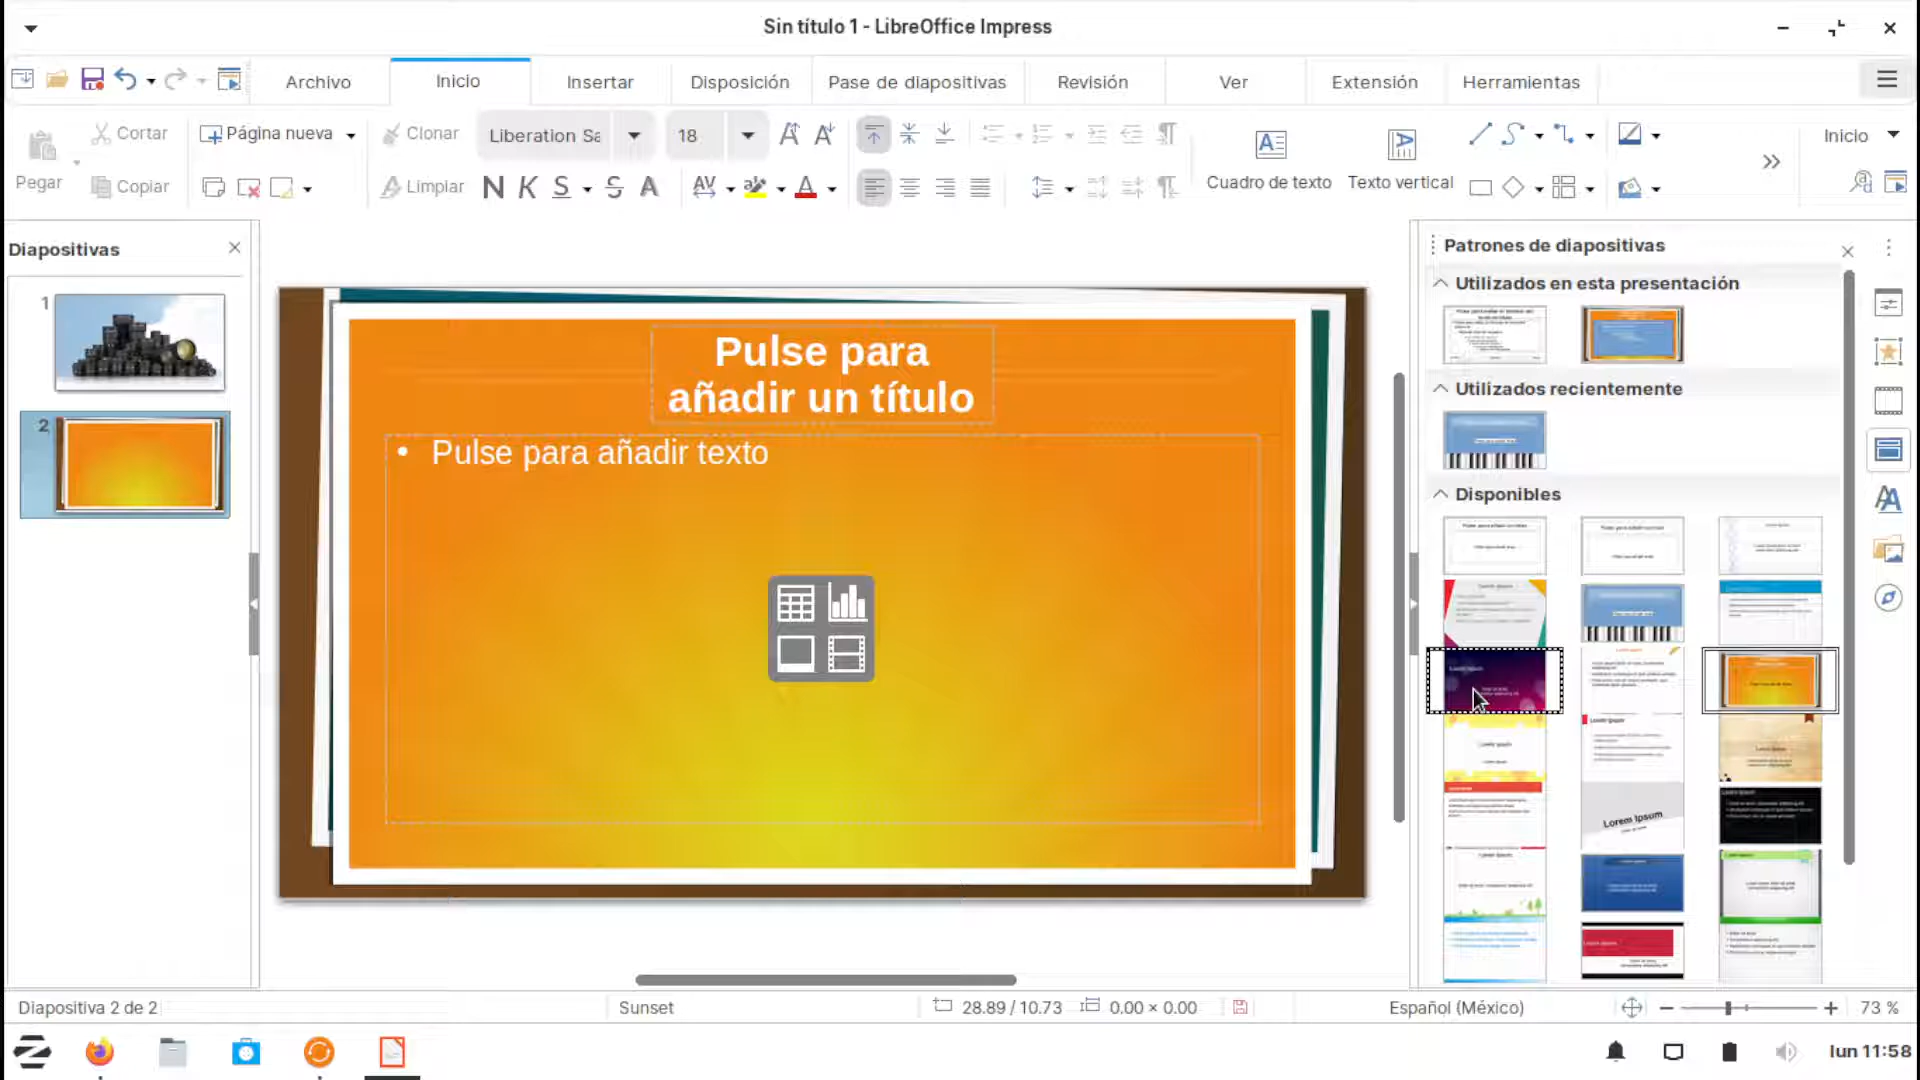 Sin título 1 - LibreOffice Impress
Archivo
Inicio
Insertar
Disposición
Pase de diapositivas
Revisión
Ver
Extensión
Herramientas
Pegar
Cortar
Copiar
Página nueva
Clonar
Limpiar
Liberation Sa
18
N K S S A
Cuadro de texto
Texto vertical
Inicio
Diapositivas
1
2
Pulse para
añadir un título
• Pulse para añadir texto
Patrones de diapositivas
Utilizados en esta presentación
Utilizados recientemente
Disponibles
Lorem Ipsum
Diapositiva 2 de 2
Sunset
28.89 / 10.73
0.00 × 0.00
Español (México)
73 %
lun 11:58